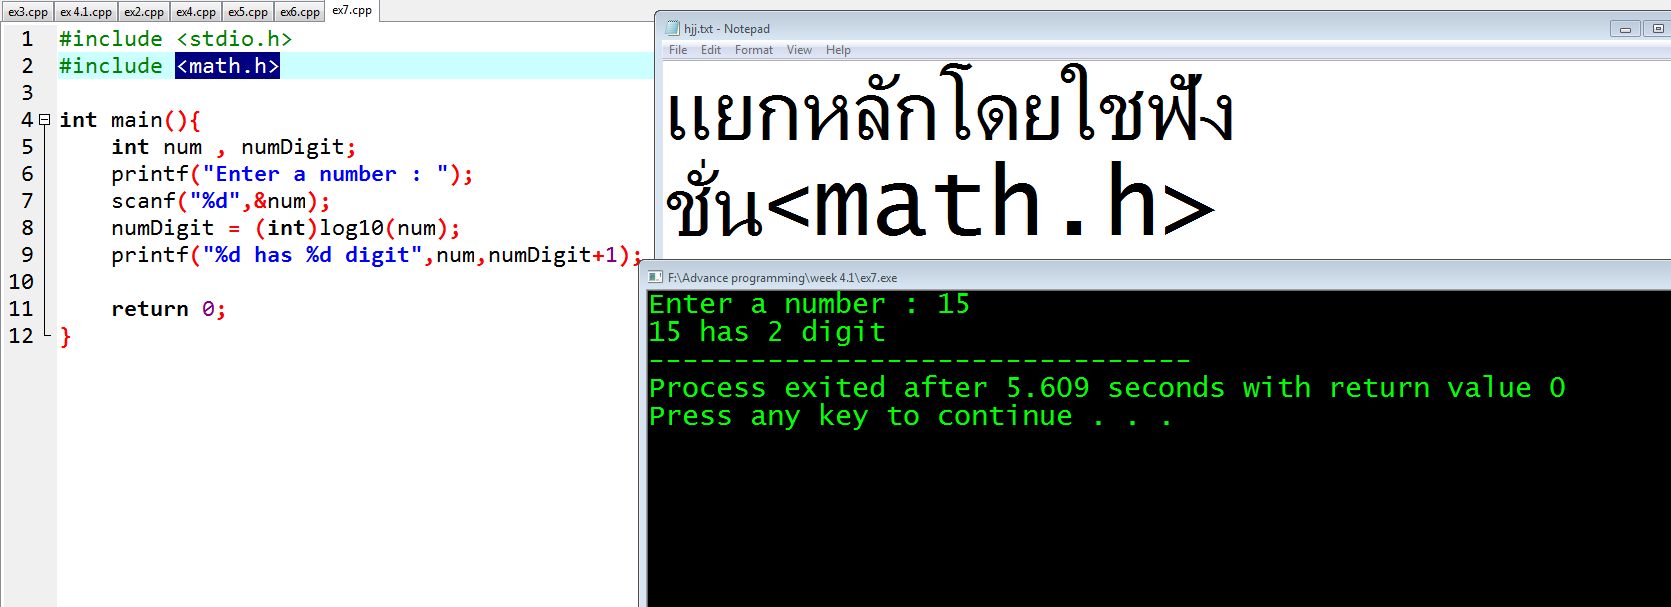 ex3.cpp ex 4.1.cpp ex2.cpp ex4.cpp ex5.cpp ex6.cpp ex7.cpp
1 #include <stdio.h>
2 #include <math.h>
3
4 int main(){
5 int num , numDigit;
6 printf("Enter a number : ");
7 scanf("%d",&num);
8 numDigit = (int)log10(num);
9 printf("%d has %d digit",num,numDigit+1);
10
11 return 0;
12 }
hjj.txt - Notepad
File Edit Format View Help
แยกหลักโดยใชฟัง
ชั่น<math.h>
F:\Advance programming\week 4.1\ex7.exe
Enter a number : 15
15 has 2 digit
--------------------------------
Process exited after 5.609 seconds with return value 0
Press any key to continue . . .